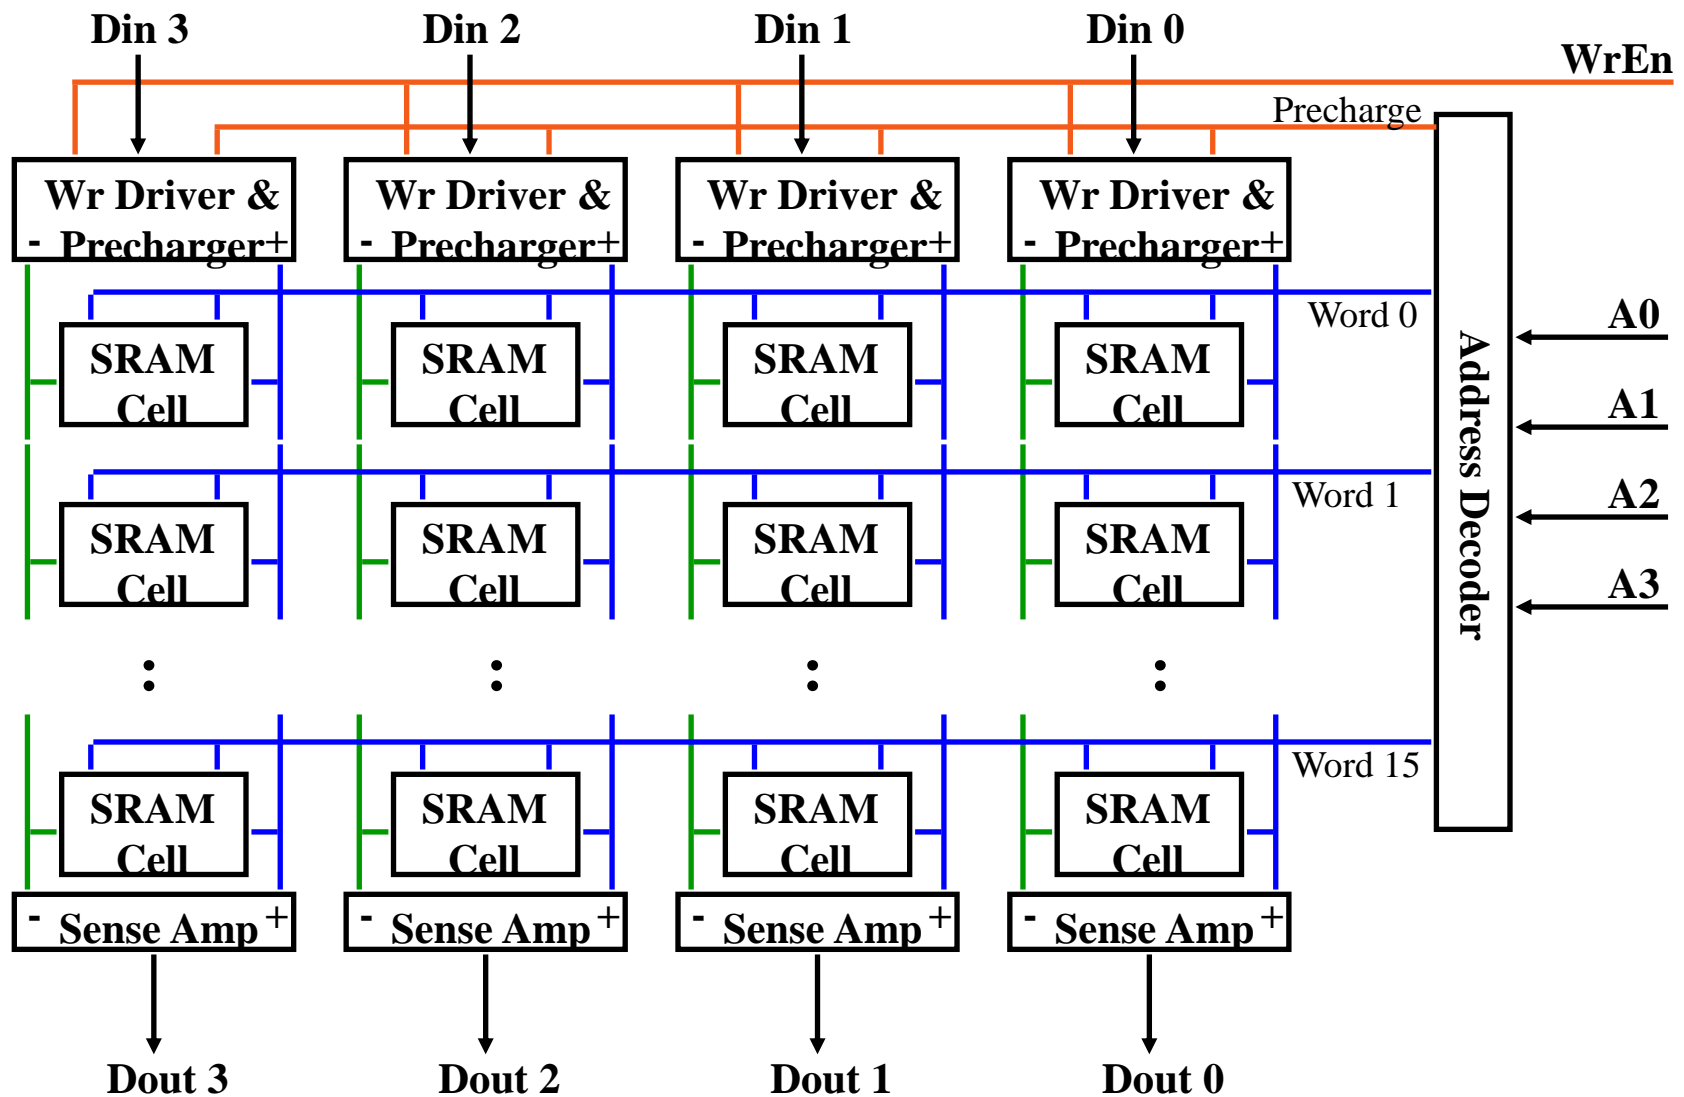 Din 3 Din 2 Din 1 Din 0
WrEn
Precharge
Wr Driver & Wr Driver & Wr Driver & Wr Driver &
- Precharger+ - Precharger+ - Precharger+ - Precharger+
Word 0
A0
SRAM SRAM SRAM SRAM
Cell Cell Cell Cell
A1
Word 1
A2
SRAM SRAM SRAM SRAM
Cell Cell Cell Cell
A3
Address Decoder
:
:
:
:
Word 15
SRAM SRAM SRAM SRAM
Cell Cell Cell Cell
- Sense Amp + - Sense Amp + - Sense Amp + - Sense Amp +
Dout 3 Dout 2 Dout 1 Dout 0